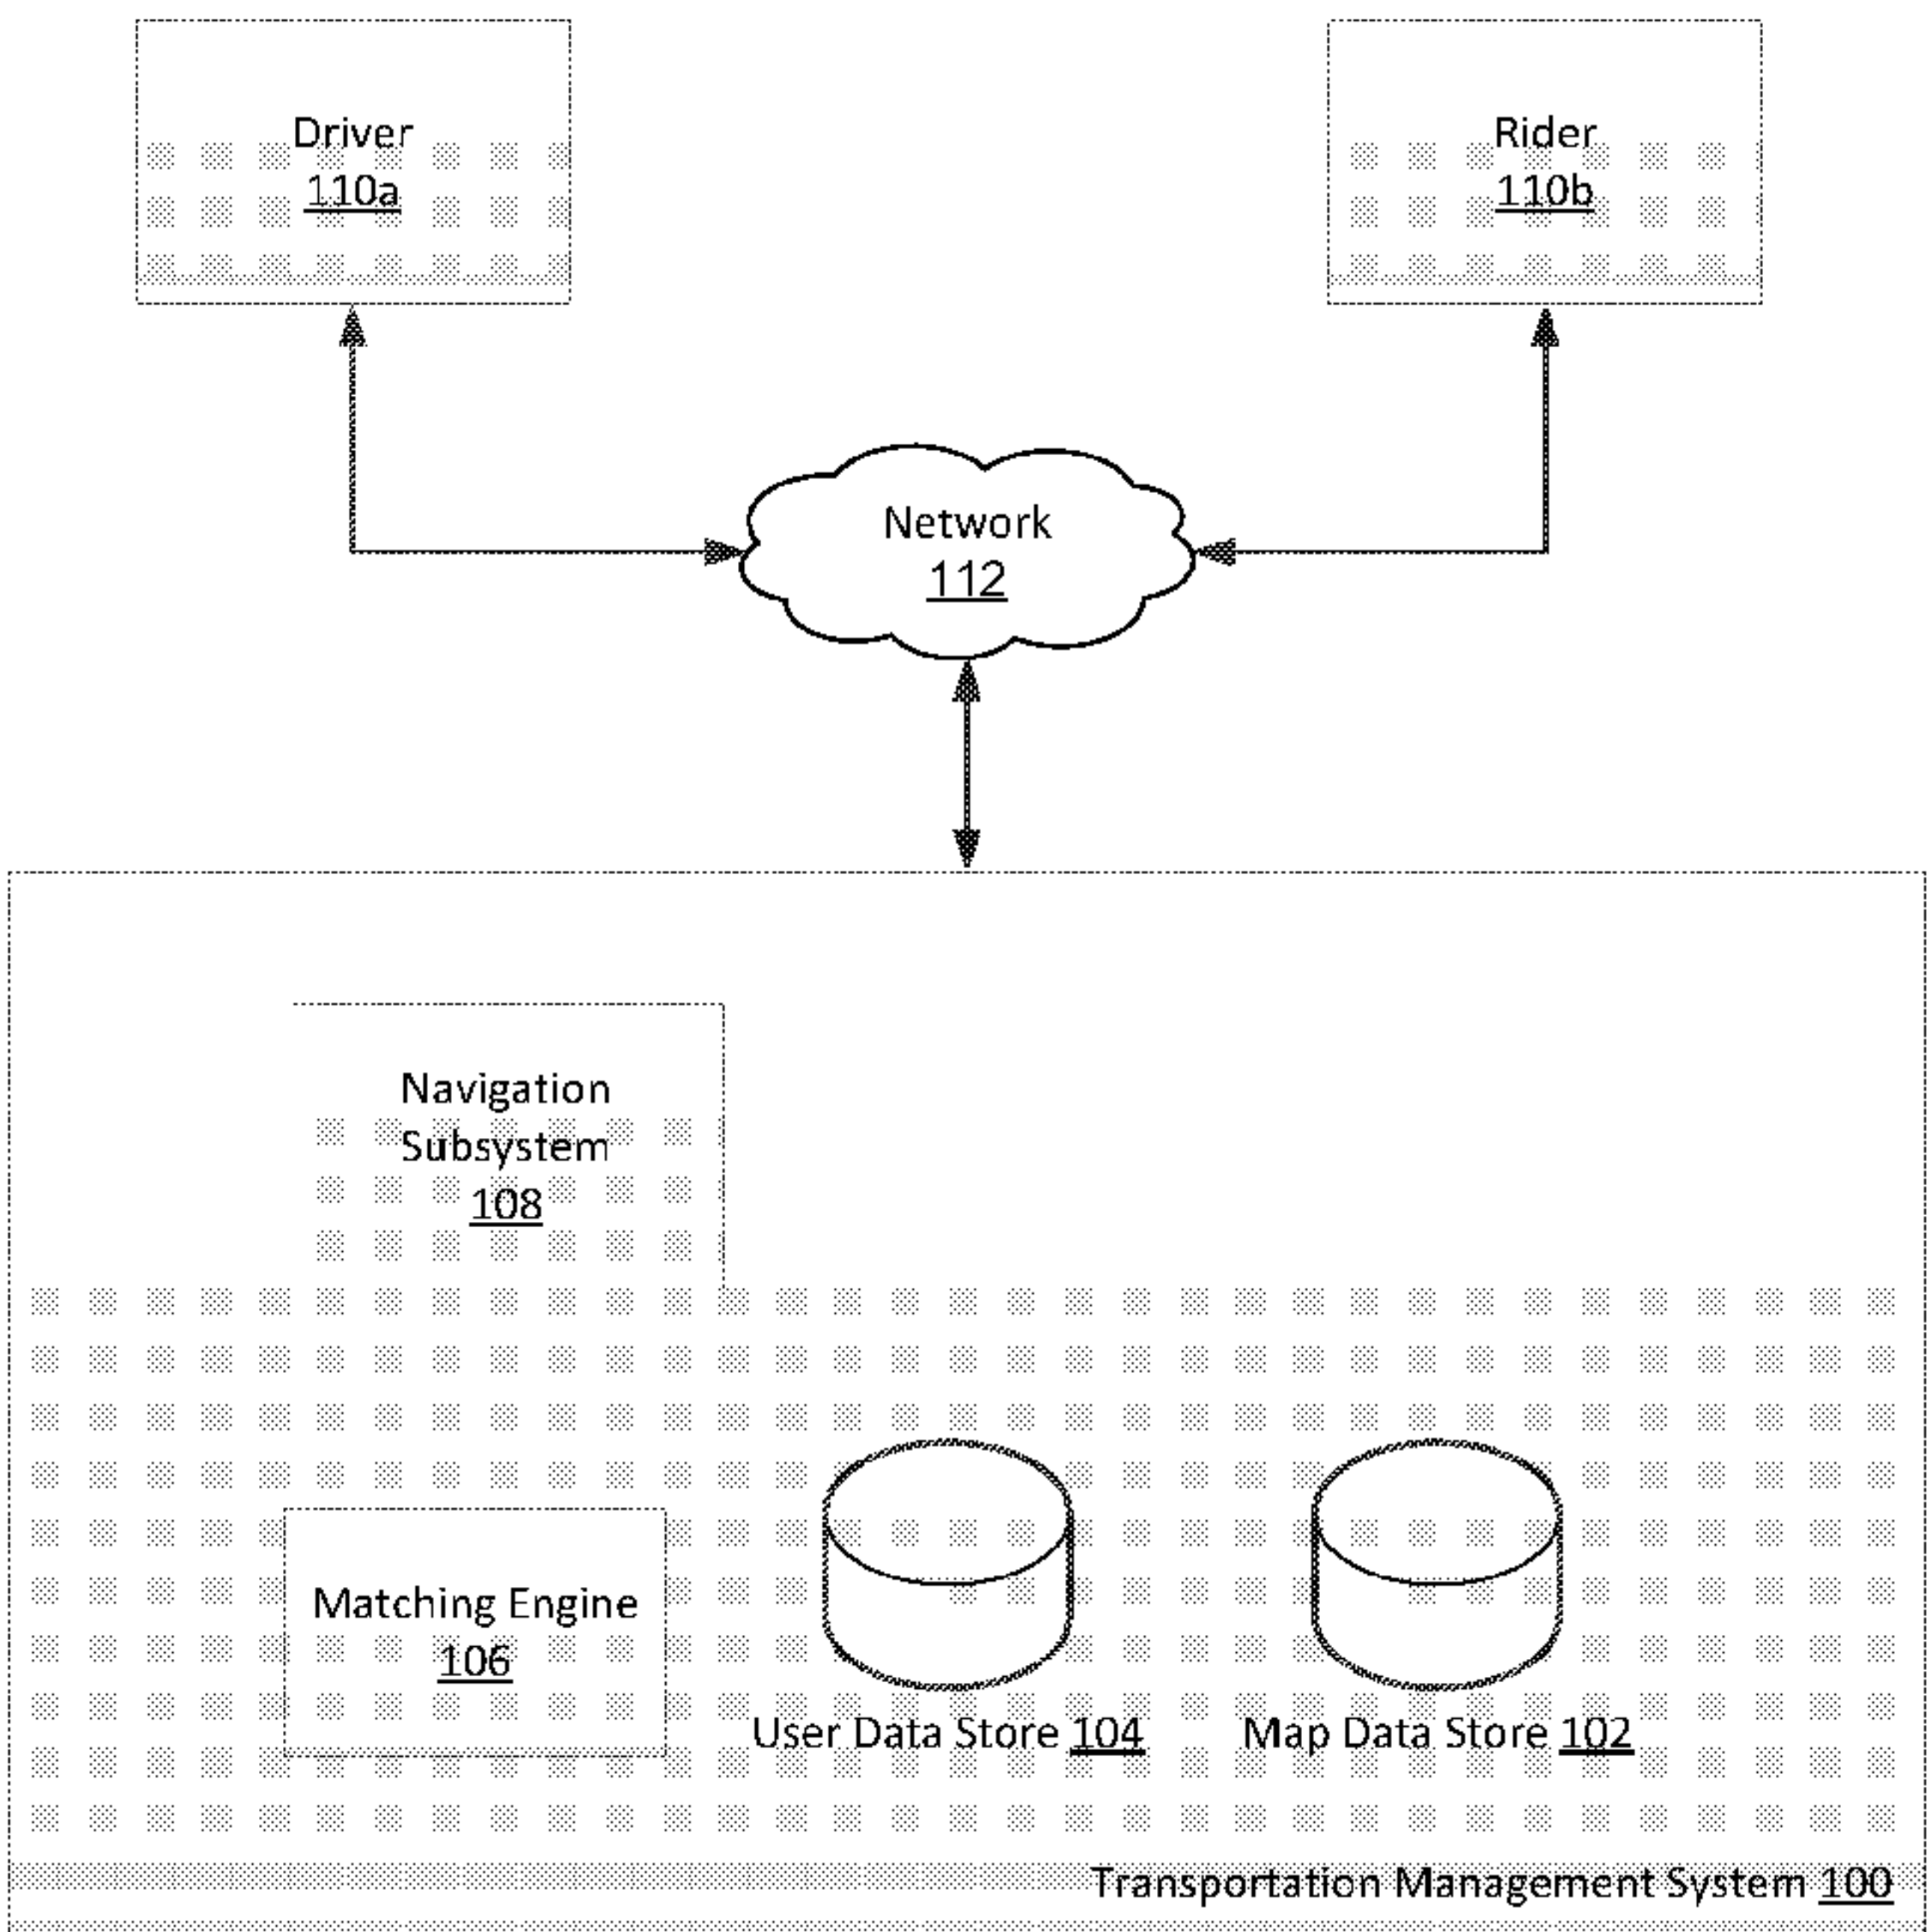 Driver
110a
Rider
110b
Network
112
Navigation
Subsystem
108
Matching Engine
106
User Data Store 104
Map Data Store 102
Transportation Management System 100